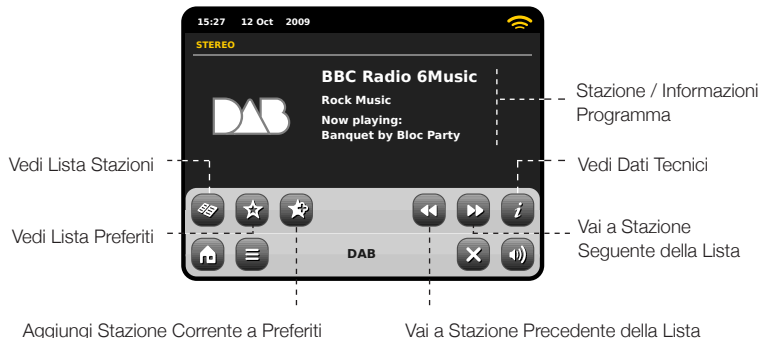 15:27 12 Oct 2009
STEREO
BBC Radio 6Music
Rock Music
Now playing:
Banquet by Bloc Party
DAB
Stazione / Informazioni
Programma
Vedi Lista Stazioni
Vedi Dati Tecnici
i
Vedi Lista Preferiti
Vai a Stazione
Seguente della Lista
DAB
Aggiungi Stazione Corrente a Preferiti
Vai a Stazione Precedente della Lista